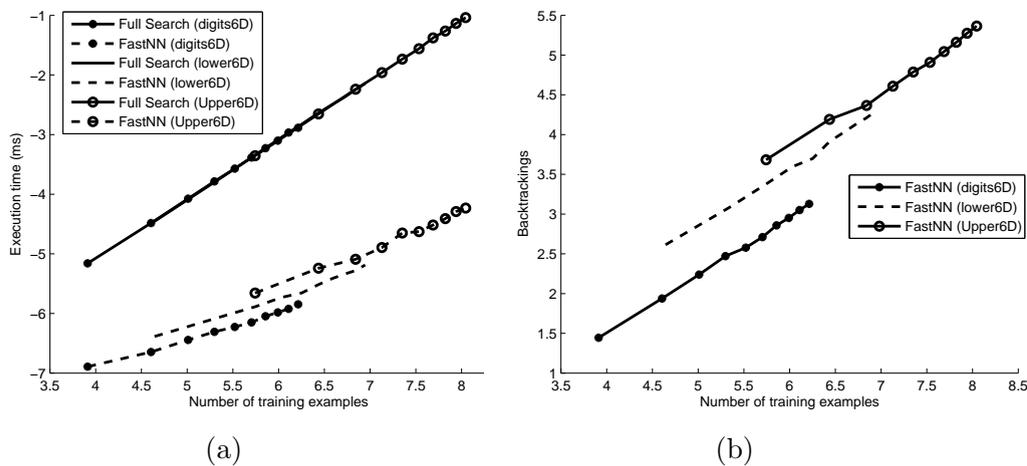 −1
−2
−3
−4
−5
−6
−7
Execution time (ms)
Full Search (digits6D)
FastNN (digits6D)
Full Search (lower6D)
FastNN (lower6D)
Full Search (Upper6D)
FastNN (Upper6D)
3.5 4 4.5 5 5.5 6 6.5 7 7.5 8
Number of training examples
(a)
5.5
5
4.5
4
3.5
3
2.5
2
1.5
1
Backtrackings
FastNN (digits6D)
FastNN (lower6D)
FastNN (Upper6D)
3.5 4 4.5 5 5.5 6 6.5 7 7.5 8 8.5
Number of training examples
(b)